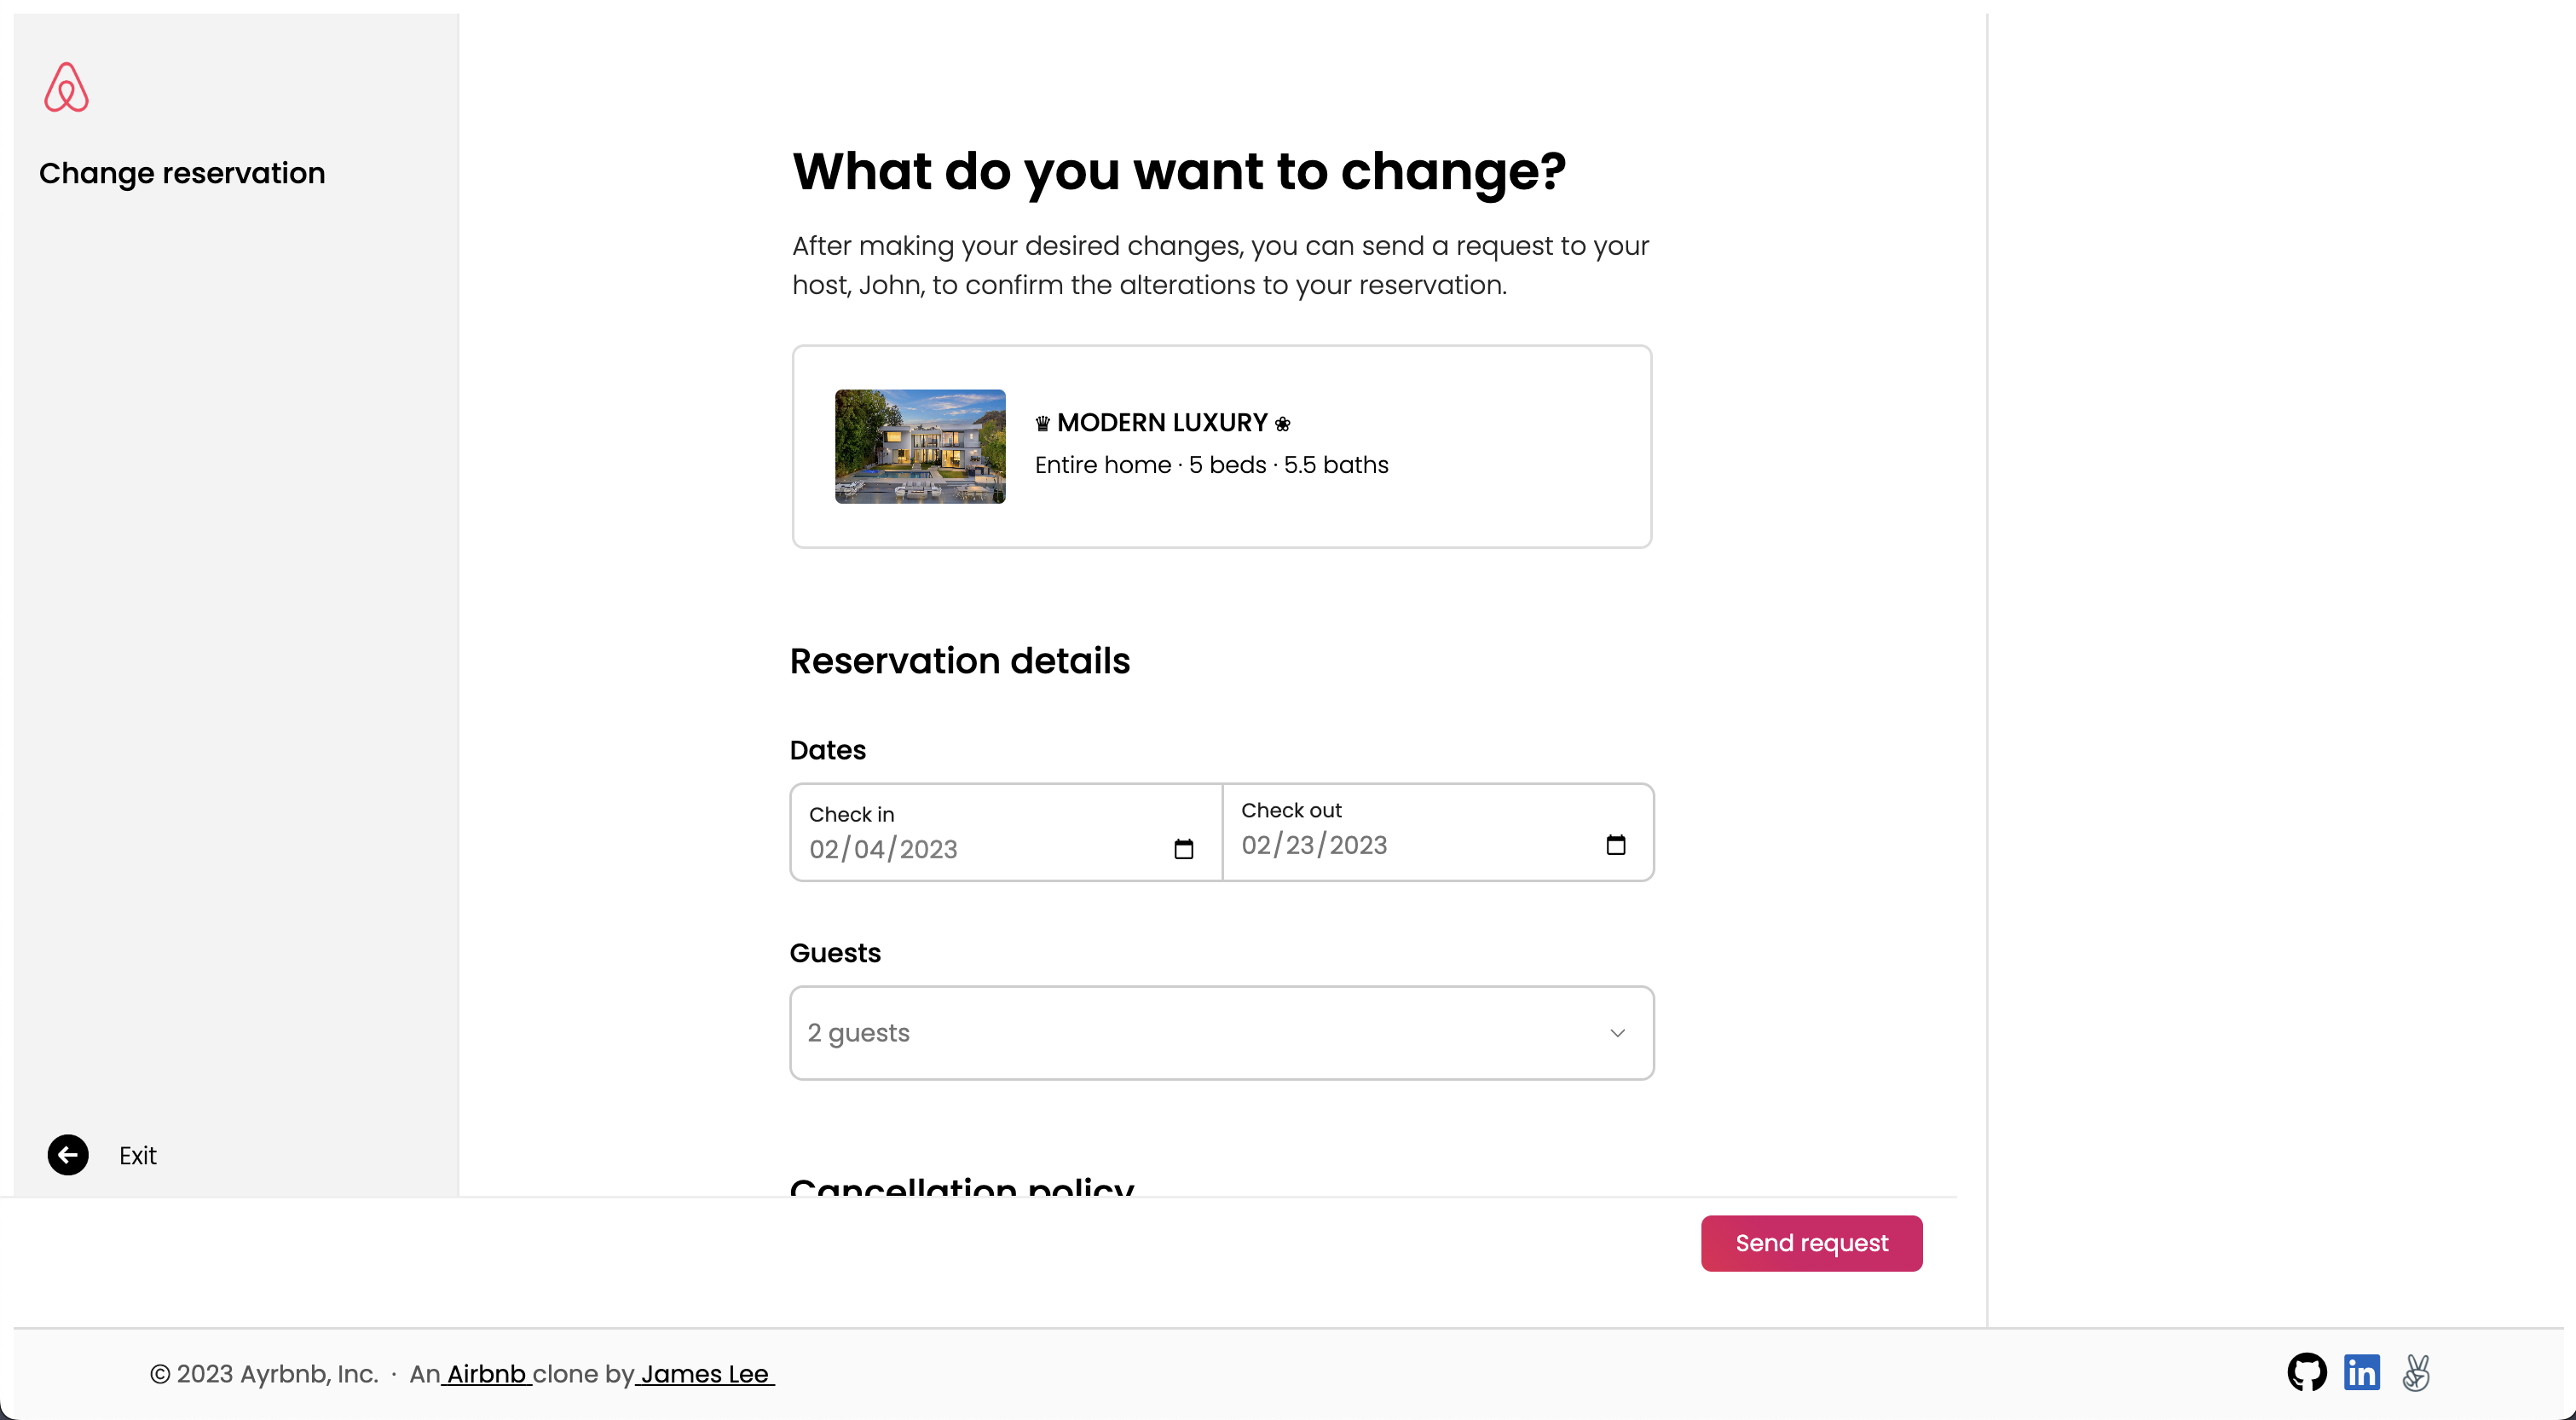 Change reservation
What do you want to change?
After making your desired changes, you can send a request to your
host, John, to confirm the alterations to your reservation.
♛ MODERN LUXURY ❀
Entire home · 5 beds · 5.5 baths
Reservation details
Dates
Check in
02/04/2023
Check out
02/23/2023
Guests
2 guests
Exit
Cancellation policy
Send request
© 2023 Ayrbnb, Inc. · An Airbnb clone by James Lee
in